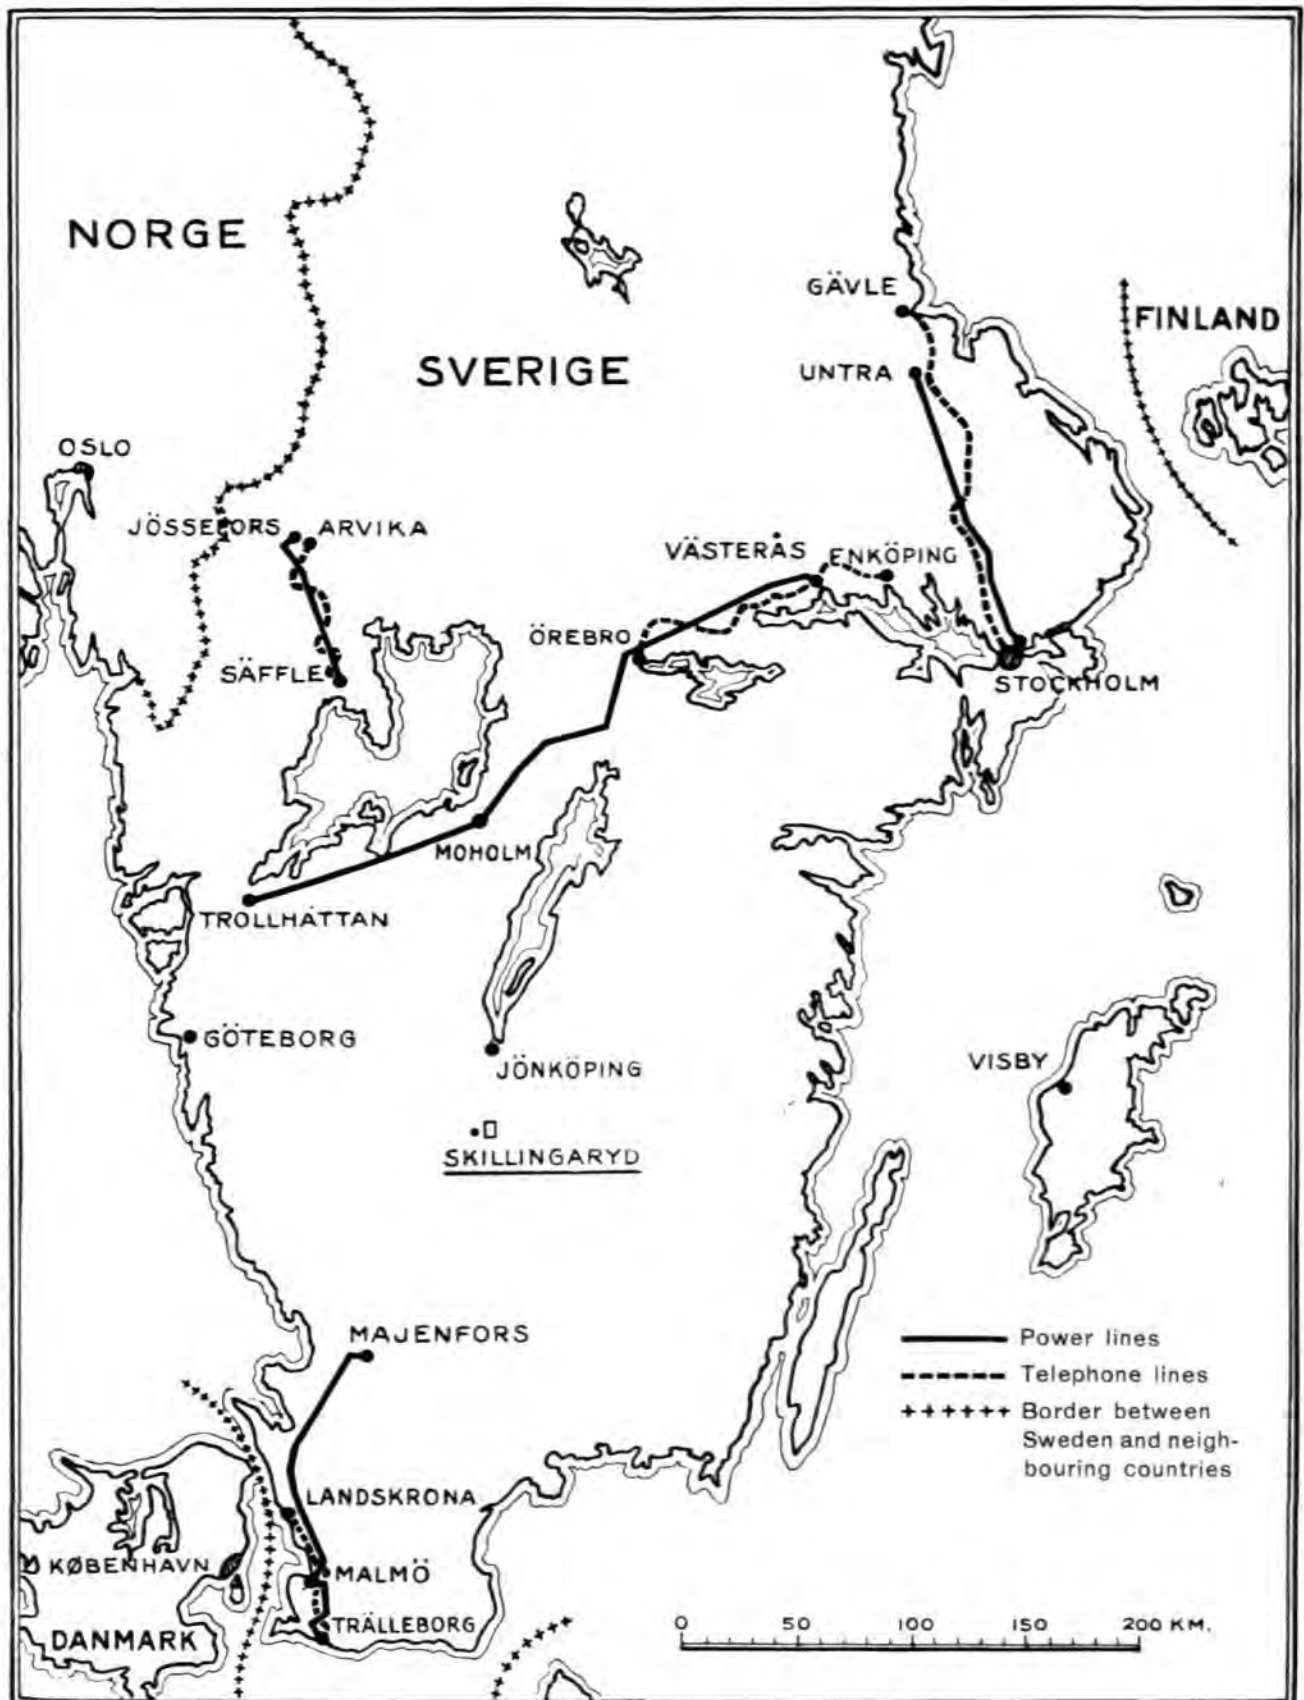 NORGE
SVERIGE
GÄVLE
FINLAND
UNTRA
OSLO
JÖSSEFORS
ARVIKA
VÄSTERÅS
ENKÖPING
ÖREBRO
SÄFFLE
STOCKHOLM
MOHOLM
TROLLHÄTTAN
GÖTEBORG
JÖNKÖPING
VISBY
SKILLINGARYD
MAJENFORS
Power lines
Telephone lines
Border between
Sweden and neigh-
bouring countries
LANDSKRONA
KØBENHAVN
MALMÖ
TRÄLLEBORG
DANMARK
0 50 100 150 200 KM.